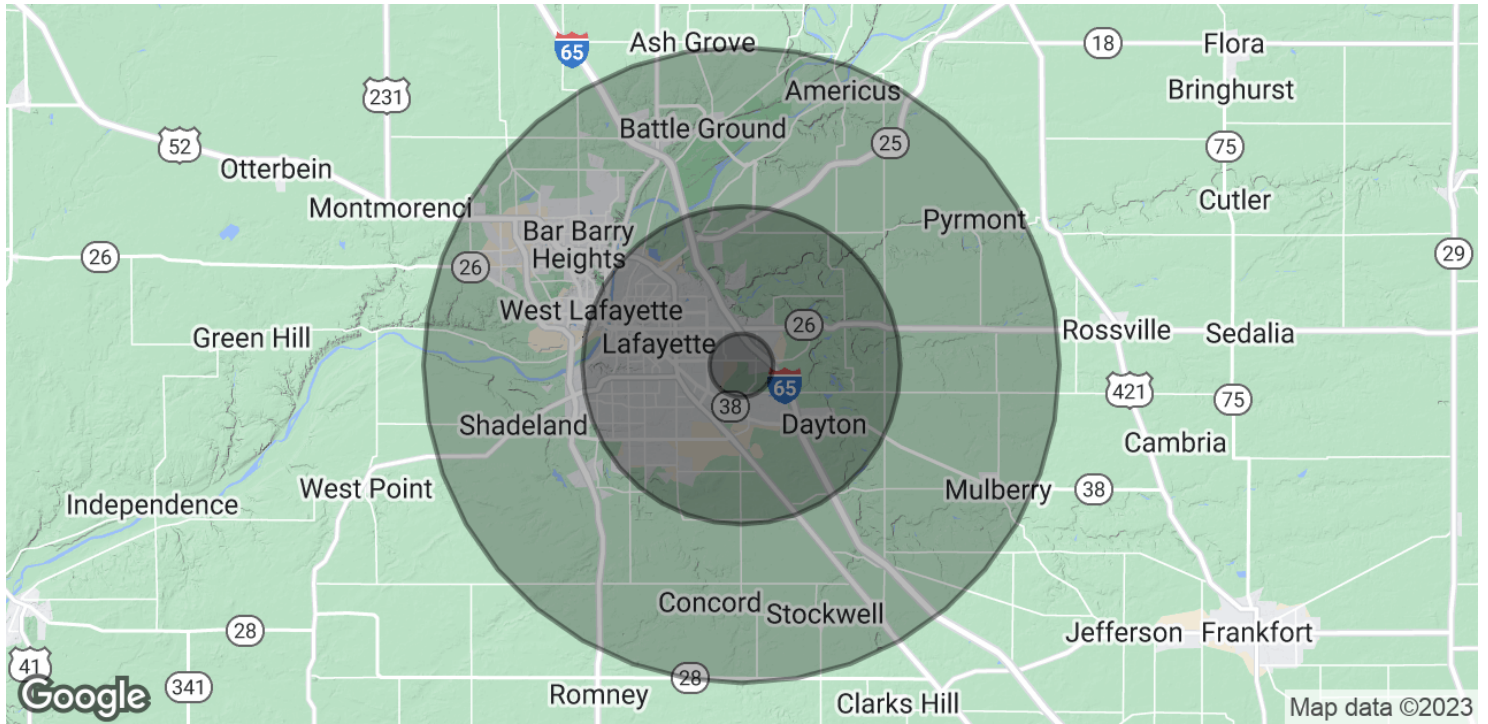 65
Ash Grove
18
Flora
231
Americus
Bringhurst
52
Battle Ground
25
75
Otterbein
Montmorenci
Cutler
Bar Barry
Heights
Pyrmont
26
26
29
West Lafayette
26
Green Hill
Lafayette
Rossville
Sedalia
65
421
75
38
Shadeland
Dayton
Cambria
West Point
Mulberry
38
Independence
Concord
Stockwell
28
Jefferson
Frankfort
41
341
28
Google
Romney
Clarks Hill
Map data ©2023